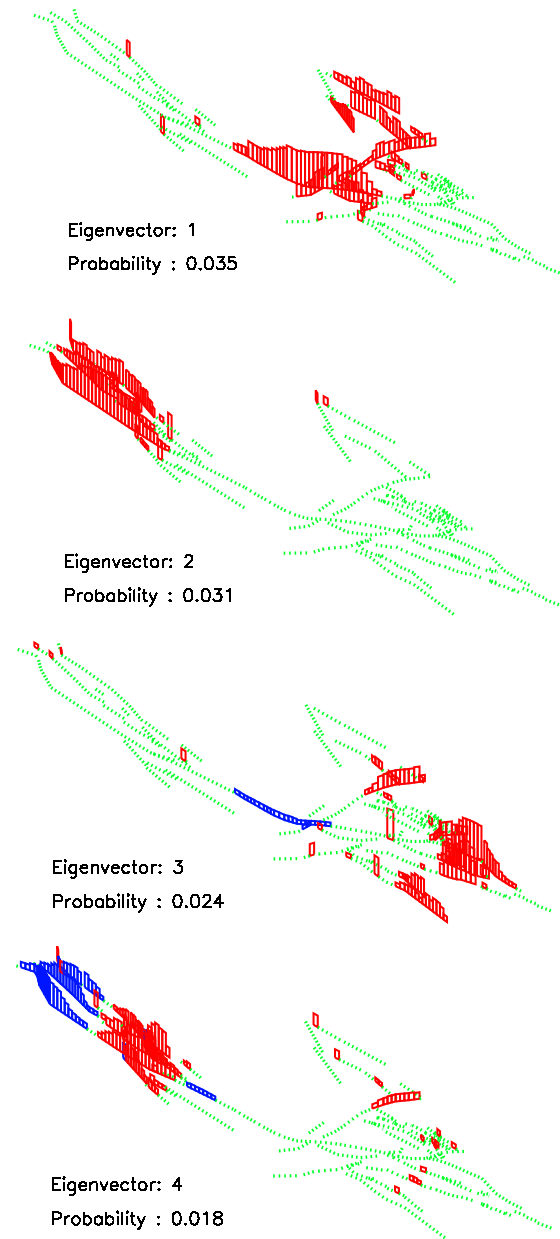 Eigenvector: 1
Probability : 0.035
Eigenvector: 2
Probability : 0.031
Eigenvector: 3
Probability : 0.024
Eigenvector: 4
Probability : 0.018